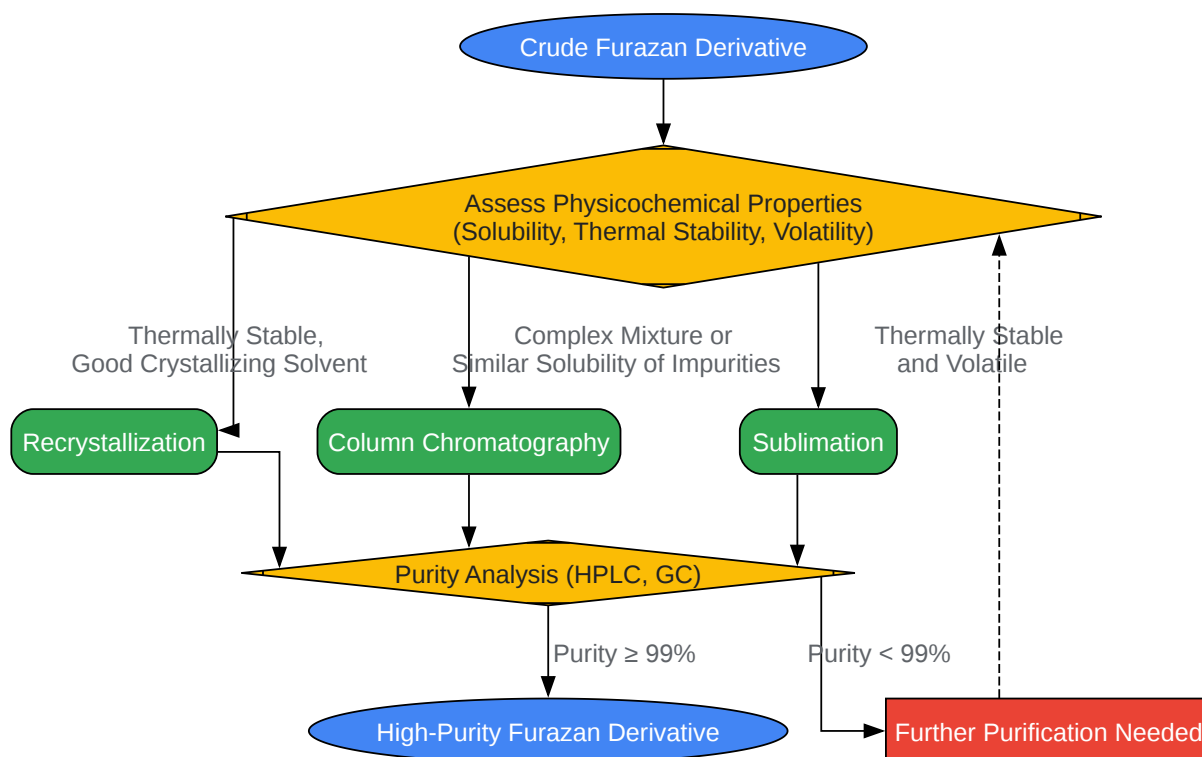 Crude Furazan Derivative
Assess Physicochemical Properties
(Solubility, Thermal Stability, Volatility)
Thermally Stable,
Good Crystallizing Solvent
Complex Mixture or
Similar Solubility of Impurities
Thermally Stable
and Volatile
Recrystallization
Column Chromatography
Sublimation
Purity Analysis (HPLC, GC)
Purity ≥ 99%
Purity < 99%
High-Purity Furazan Derivative
Further Purification Needed